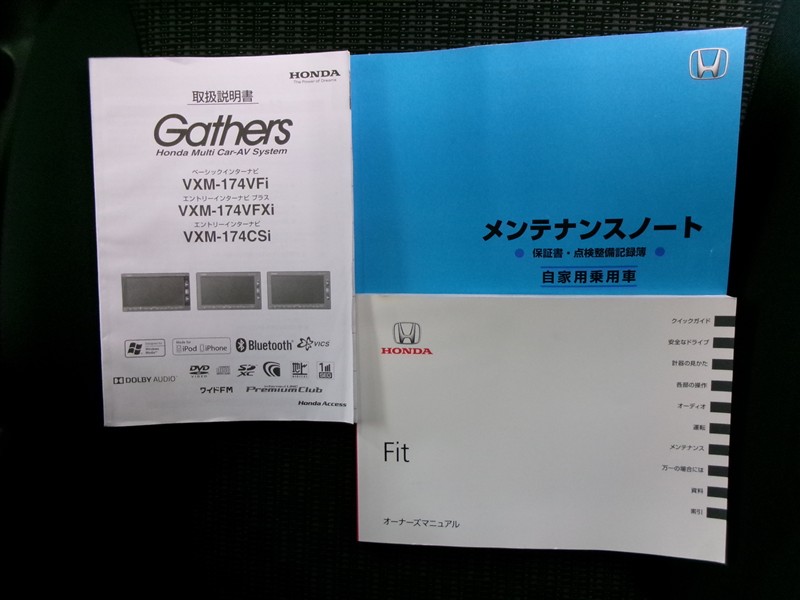 HONDA
The Power of Dreams
取扱説明書
Gathers
Honda Multi Car-AV System
ベーシックインターナビ
VXM-174VFi
エントリーインターナビ プラス
VXM-174VFXi
エントリーインターナビ
VXM-174CSi
Made for
iPod iPhone
Bluetooth
VICS
DOLBY AUDIO
DVD
VIDEO
SD
XC
ワイドFM
PremiumClub
Honda Access
メンテナンスノート
● 保証書・点検整備記録簿 ●
自家用乗用車
HONDA
Fit
オーナーズマニュアル
クイックガイド
安全なドライブ
計器の見かた
各部の操作
オーディオ
運転
メンテナンス
万一の場合には
資料
索引